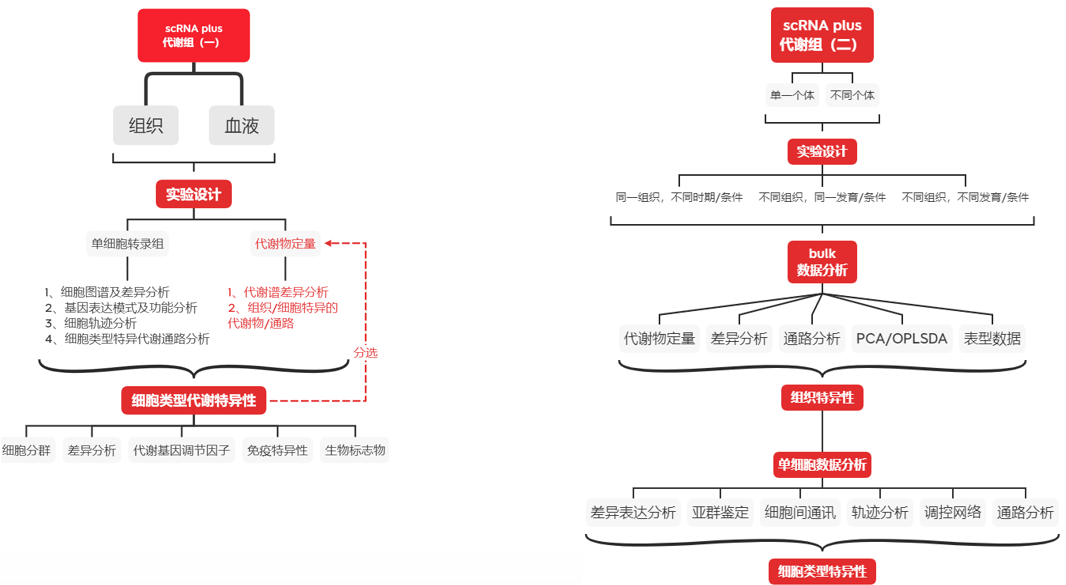 scRNA plus
代谢组（一）
组织
血液
实验设计
单细胞转录组
代谢物定量
1、细胞图谱及差异分析
2、基因表达模式及功能分析
3、细胞轨迹分析
4、细胞类型特异代谢通路分析
1、代谢谱差异分析
2、组织/细胞特异的
代谢物/通路
分选
细胞类型代谢特异性
细胞分群
差异分析
代谢基因调节因子
免疫特异性
生物标志物
scRNA plus
代谢组（二）
单一个体
不同个体
实验设计
同一组织，不同时期/条件
不同组织，同一发育/条件
不同组织，不同发育/条件
bulk
数据分析
代谢物定量
差异分析
通路分析
PCA/OPLSDA
表型数据
组织特异性
单细胞数据分析
差异表达分析
亚群鉴定
细胞间通讯
轨迹分析
调控网络
通路分析
细胞类型特异性